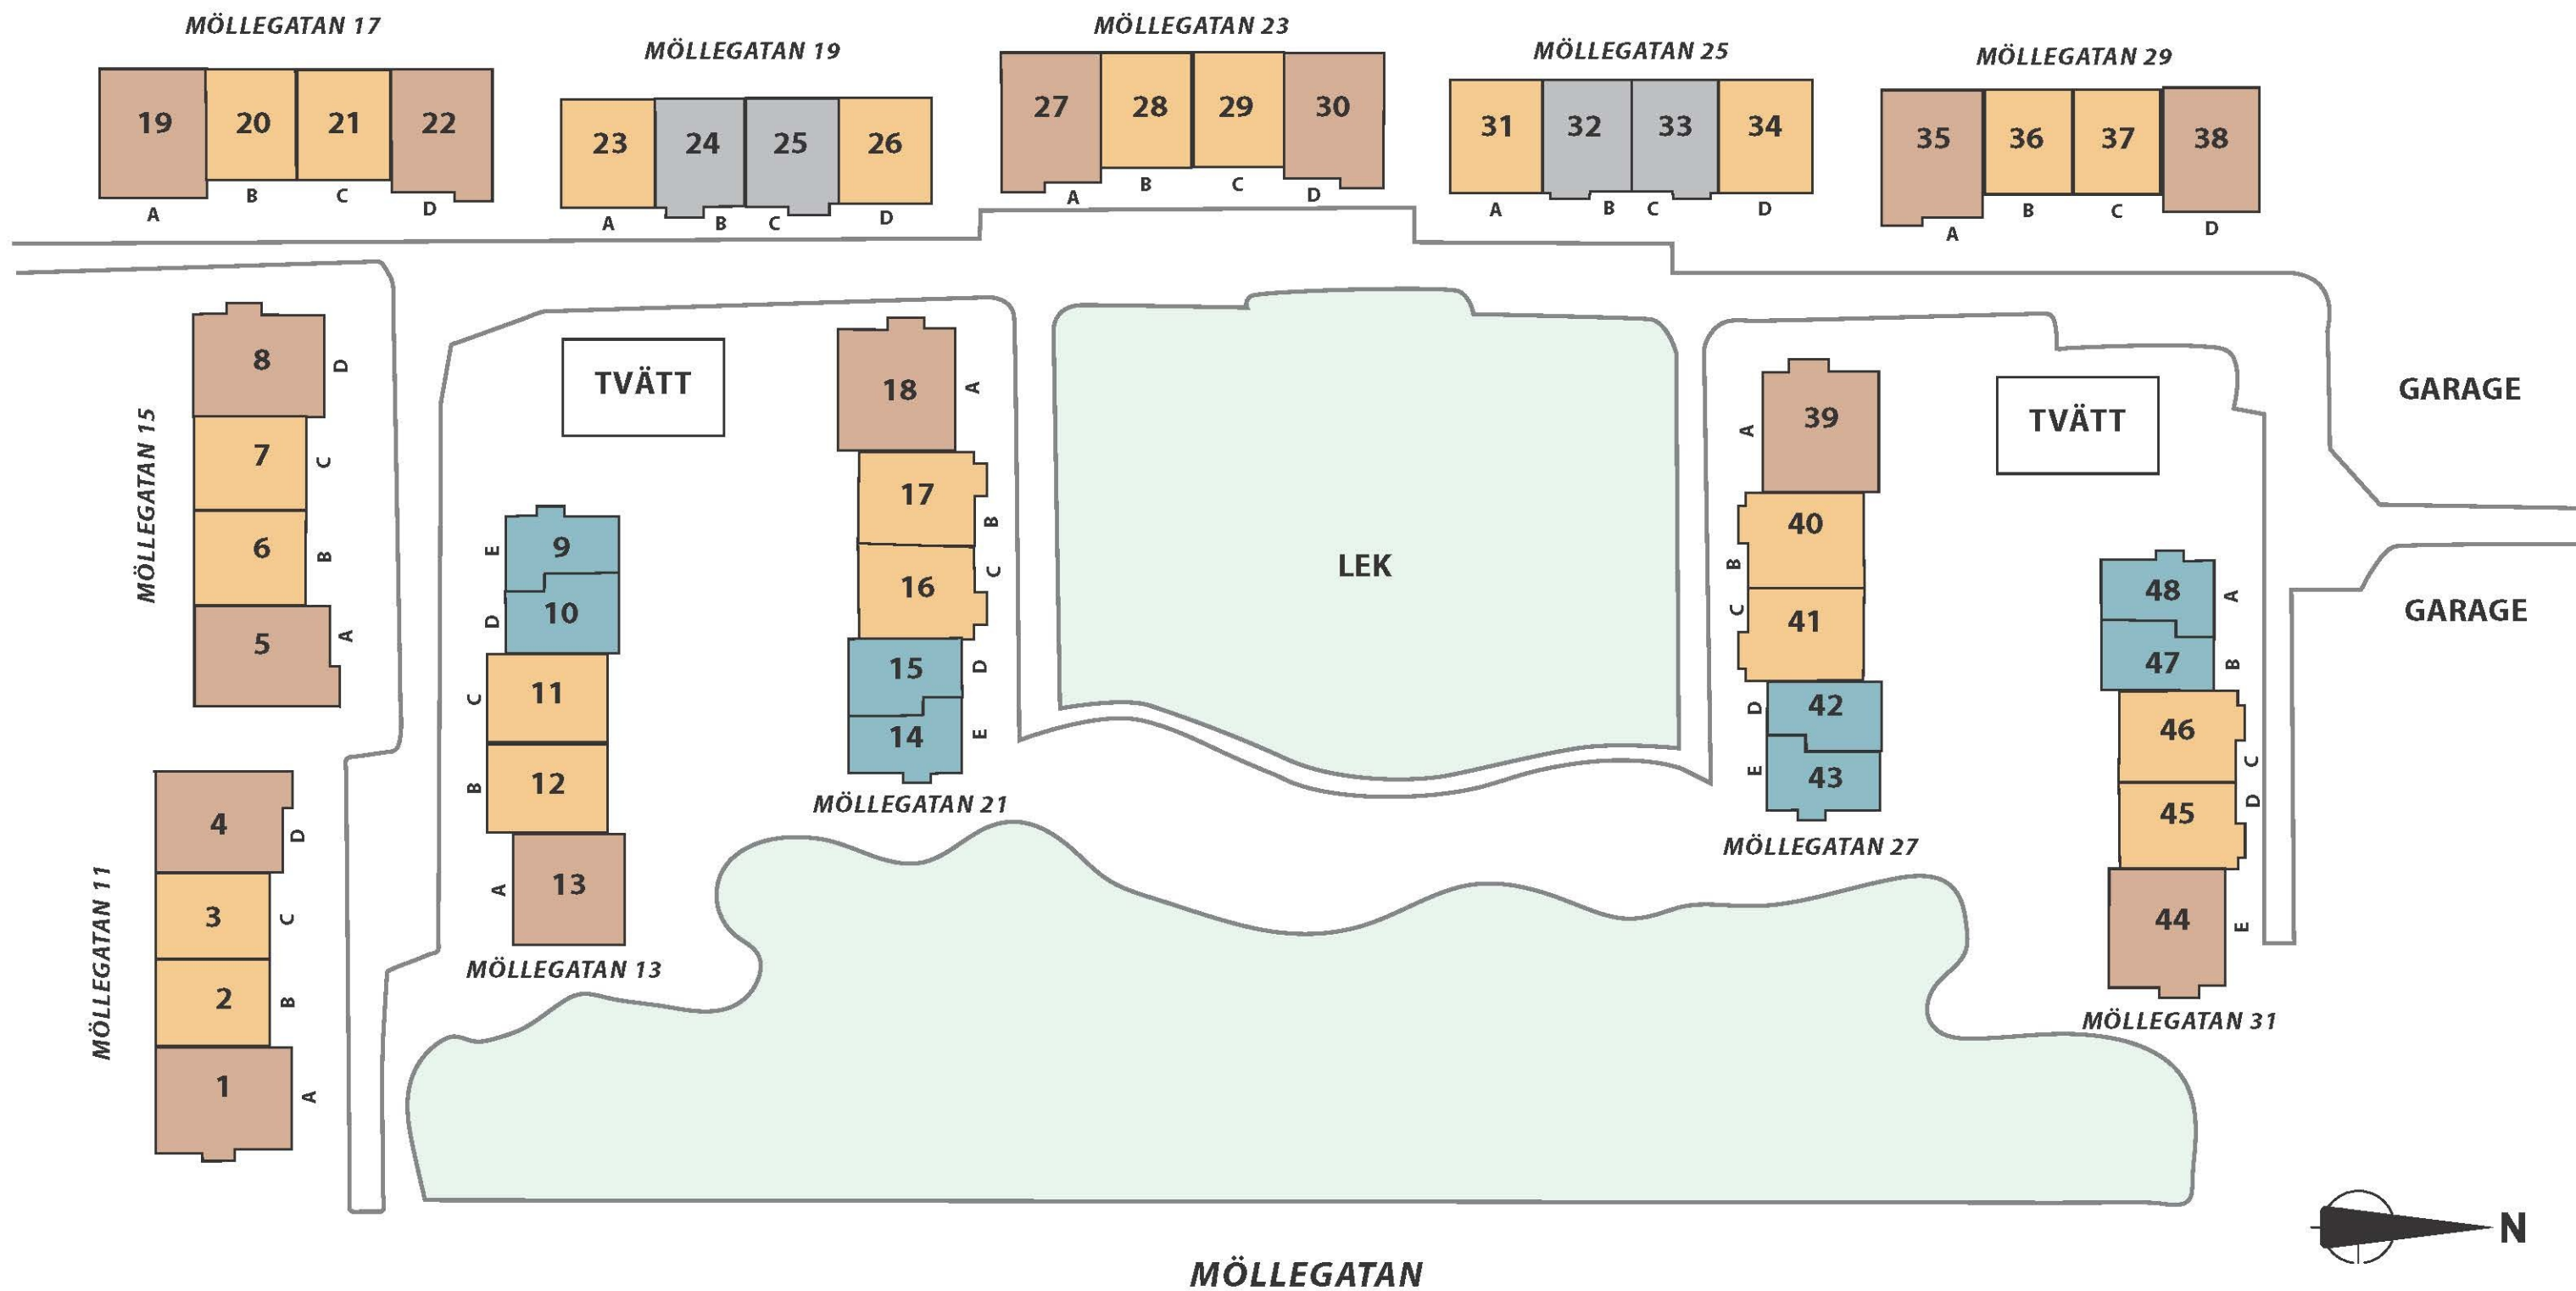 MÖLLEGATAN 17
19 20 21 22
A B C D
MÖLLEGATAN 19
23 24 25 26
A B C D
MÖLLEGATAN 23
27 28 29 30
A B C D
MÖLLEGATAN 25
31 32 33 34
A B C D
MÖLLEGATAN 29
35 36 37 38
A B C D
MÖLLEGATAN 15
8 D
7 C
6 B
5 A
MÖLLEGATAN 11
4 D
3 C
2 B
1 A
TVÄTT
E 9
D 10
C 11
B 12
A 13
MÖLLEGATAN 13
18 A
17 B
16 C
15 D
14 E
MÖLLEGATAN 21
LEK
A 39
B 40
C 41
D 42
E 43
MÖLLEGATAN 27
TVÄTT
48 A
47 B
46 C
45 D
44 E
MÖLLEGATAN 31
GARAGE
GARAGE
N
MÖLLEGATAN